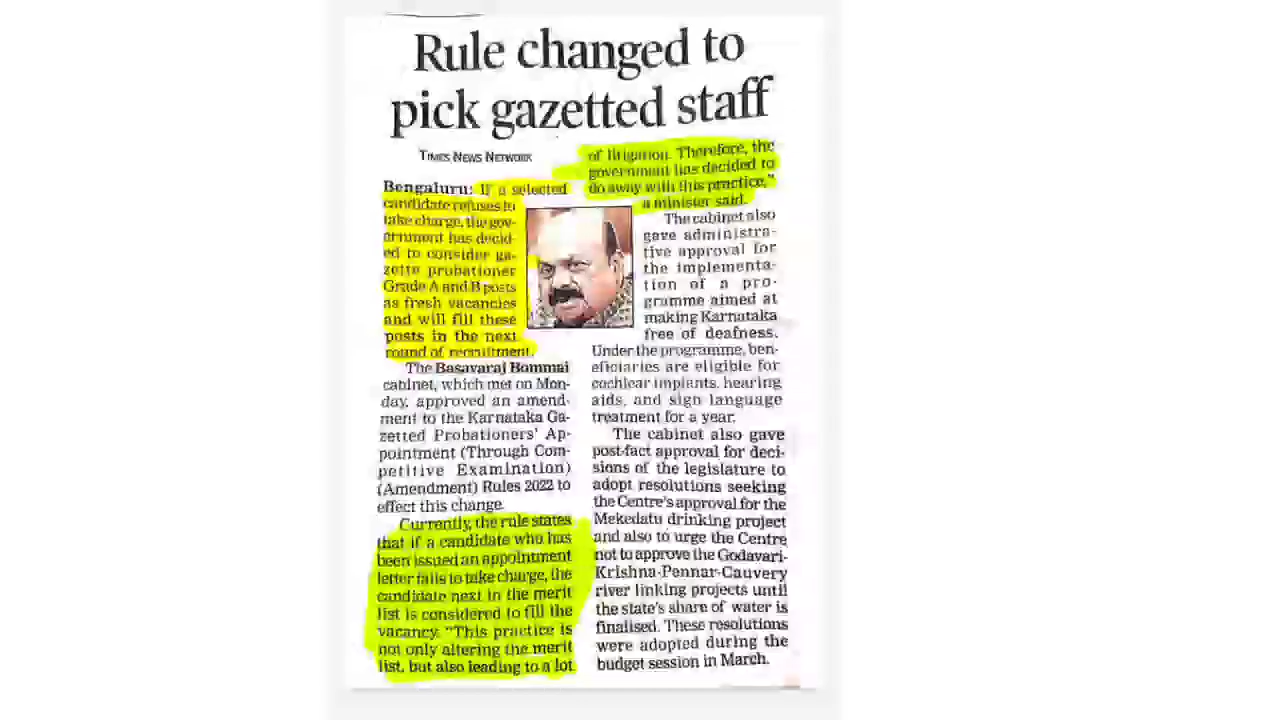 Rule changed to
pick gazetted staff
TIMES NEWS NETWORK
Bengaluru: If a selected
candidate refuses to
take charge, the gov-
ernment has decid-
ed to consider ga-
zette probationer
Grade A and B posts
as fresh vacancies
and will fill these
posts in the next
round of recruitment.
The Basavaraj Bommai
cabinet, which met on Mon-
day, approved an amend-
ment to the Karnataka Ga-
zetted Probationers' Ap-
pointment (Through Com-
petitive Examination)
(Amendment) Rules 2022 to
effect this change.
Currently, the rule states
that if a candidate who has
been issued an appointment
letter fails to take charge, the
candidate next in the merit
list is considered to fill the
vacancy. "This practice is
not only altering the merit
list, but also leading to a lot
of litigation. Therefore, the
government has decided to
do away with this practice,"
a minister said.
The cabinet also
gave administra-
tive approval for
the implementa-
tion of a pro-
gramme aimed at
making Karnataka
free of deafness.
Under the programme, ben-
eficiaries are eligible for
cochlear implants, hearing
aids, and sign language
treatment for a year.
The cabinet also gave
post-fact approval for deci-
sions of the legislature to
adopt resolutions seeking
the Centre's approval for the
Mekedatu drinking project
and also to urge the Centre
not to approve the Godavari-
Krishna-Pennar-Cauvery
river linking projects until
the state's share of water is
finalised. These resolutions
were adopted during the
budget session in March.